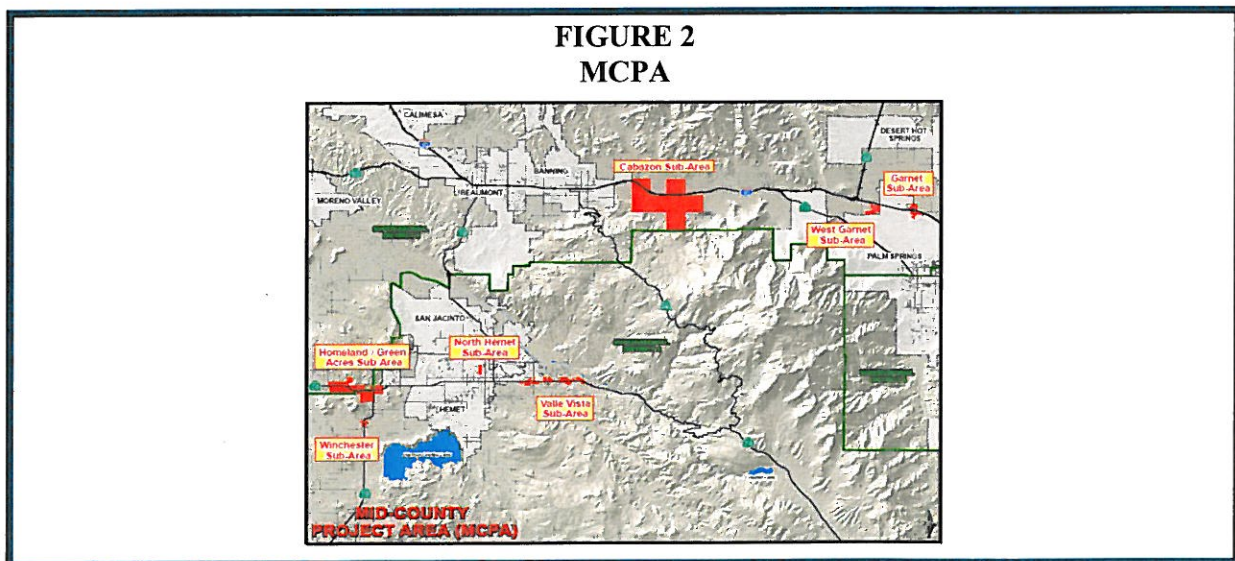 FIGURE 2
MCPA
CALIMESA
DESERT HOT
SPRINGS
BANNING
Cabazon Sub-Area
Garnet
Sub-Area
BEAUMONT
MORENO VALLEY
West Garnet
Sub-Area
PALM SPRINGS
SAN JACINTO
North Hemet
Sub-Area
Homeland / Green
Acres Sub Area
Valle Vista
Sub-Area
HEMET
Winchester
Sub-Area
MID-COUNTY
PROJECT AREA (MCPA)